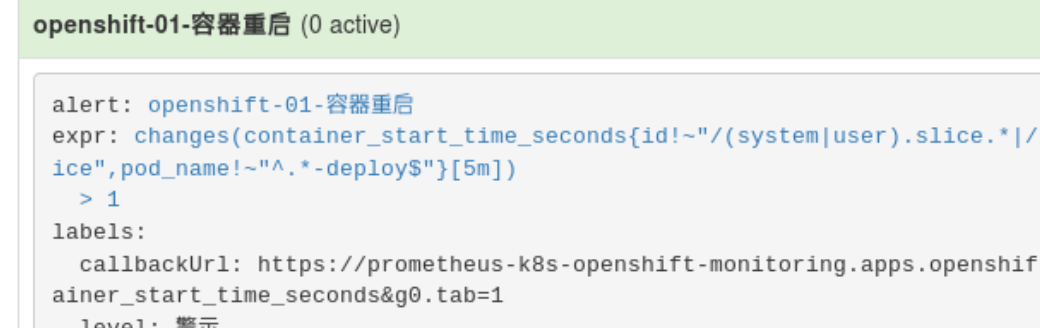 openshift-01-容器重启 (0 active)
alert: openshift-01-容器重启
expr: changes(container_start_time_seconds{id!~"/(system|user).slice.*|/
ice",pod_name!~"^.*-deploy$"}[5m])
> 1
labels:
callbackUrl: https://prometheus-k8s-openshift-monitoring.apps.openshif
ainer_start_time_seconds&g0.tab=1
level: 警示